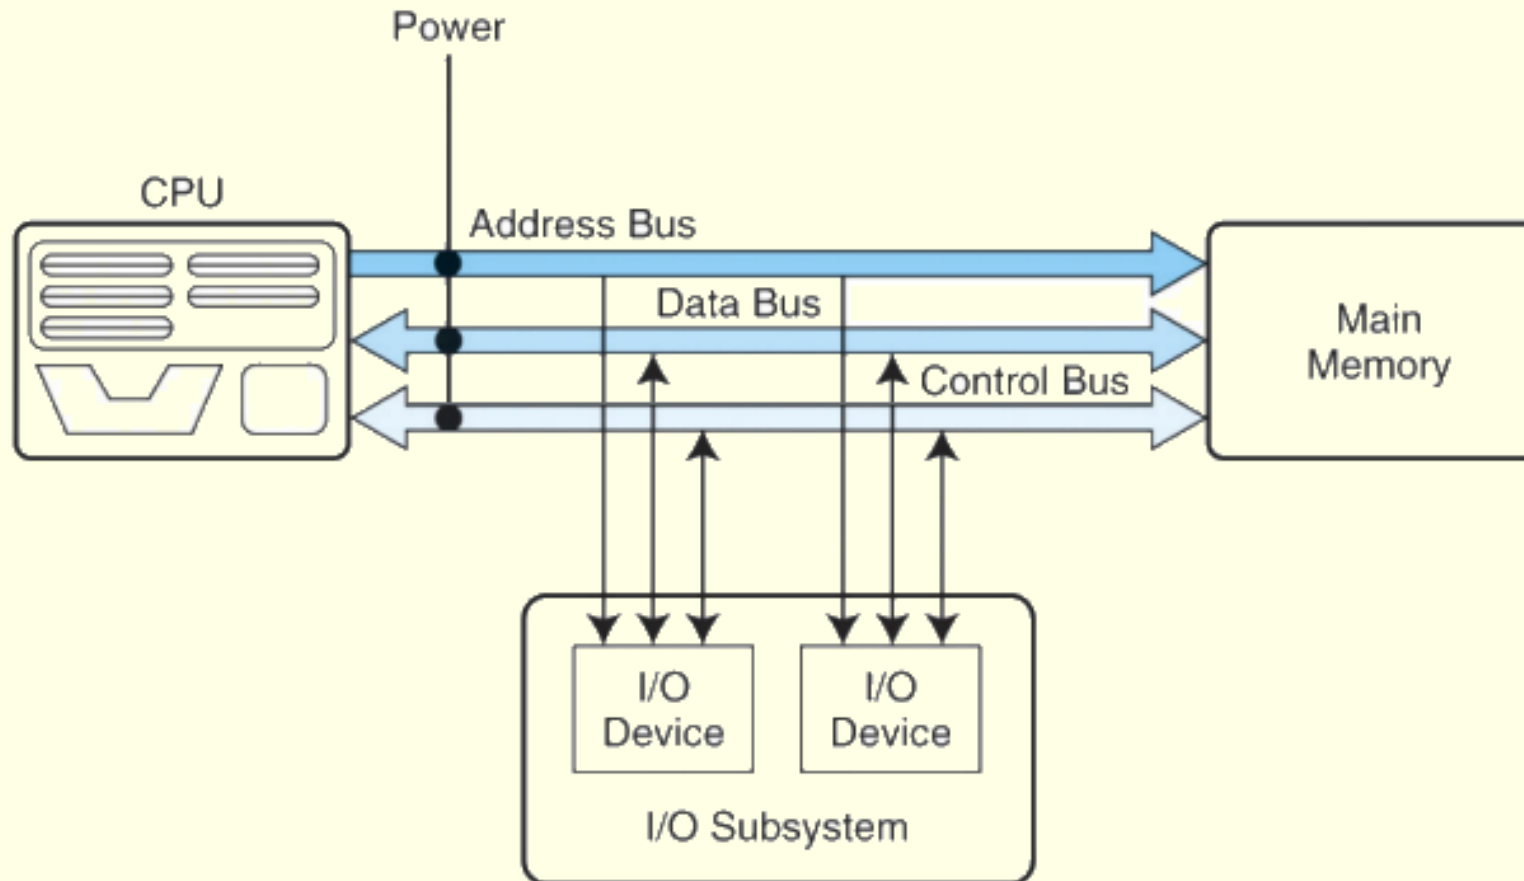 Power
CPU
Address Bus
Data Bus
Control Bus
Main
Memory
I/O
Device
I/O
Device
I/O Subsystem